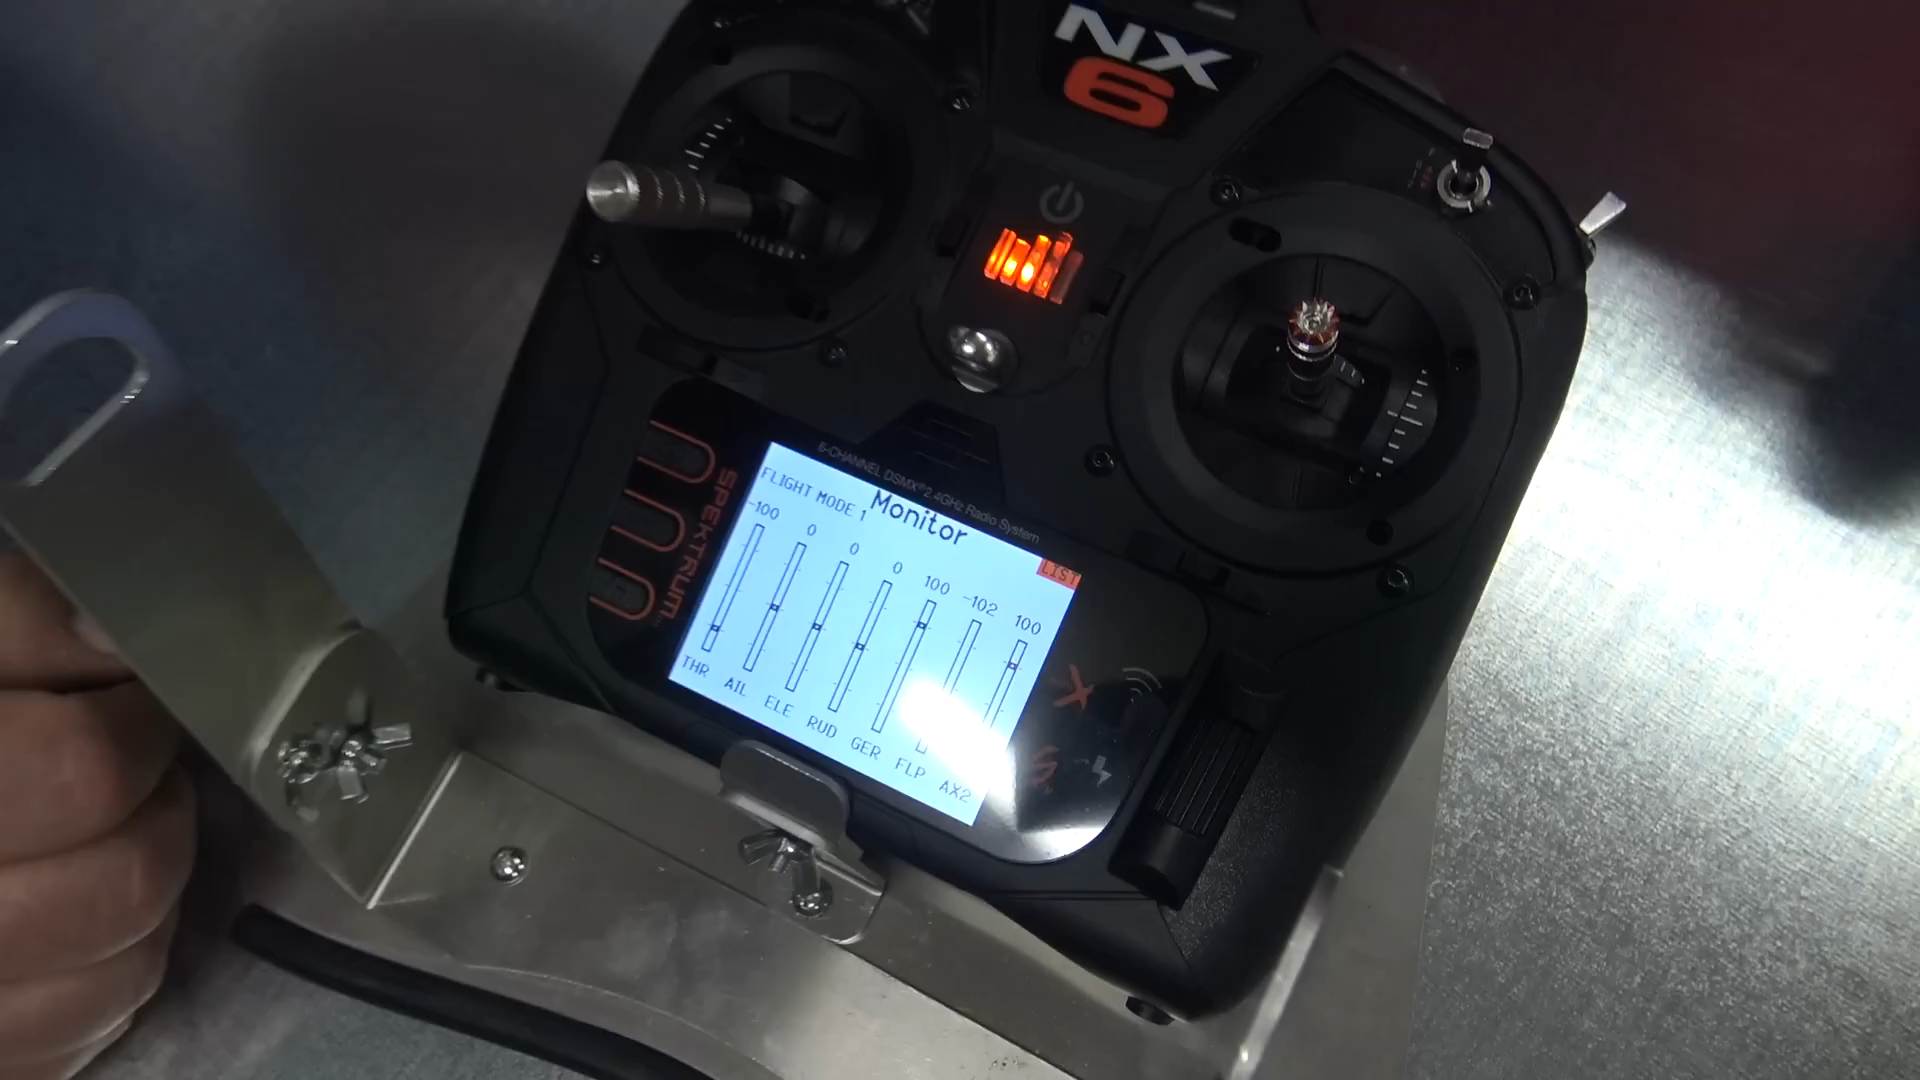 NX
6
6-CHANNEL DSMX® 2.4GHz Radio System
SPEKTRUM
FLIGHT MODE 1
Monitor
LIST
-100 0 0 0 100 -102 100
THR AIL ELE RUD GER FLP AX2